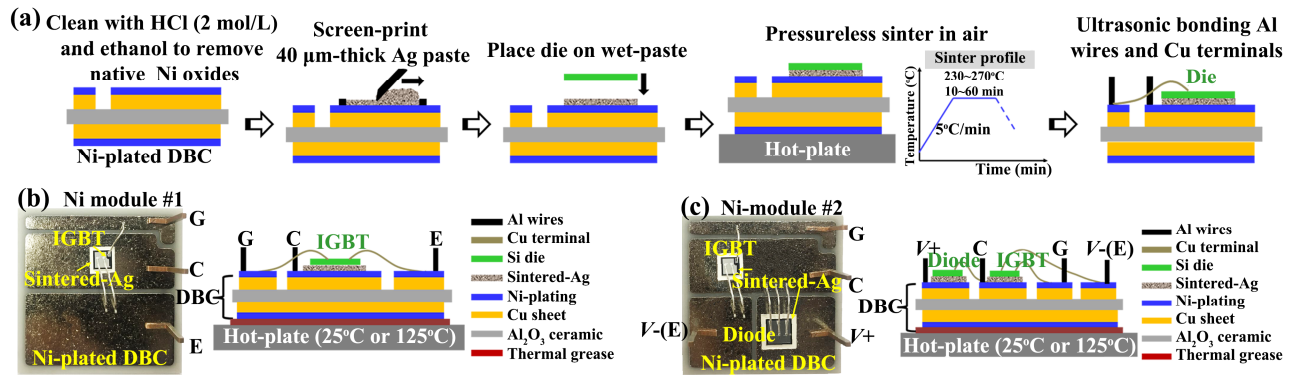 (a)
Clean with HCl (2 mol/L)
and ethanol to remove
native Ni oxides
Ni-plated DBC
Screen-print
40 μm-thick Ag paste
Place die on wet-paste
Pressureless sinter in air
Hot-plate
Sinter profile
230~270°C
10~60 min
5°C/min
Temperature (°C)
Time (min)
Ultrasonic bonding Al
wires and Cu terminals
Die
(b)
Ni module #1
G
IGBT
C
Sintered-Ag
E
Ni-plated DBC
G
C
IGBT
E
DBC
Hot-plate (25°C or 125°C)
Al wires
Cu terminal
Si die
Sintered-Ag
Ni-plating
Cu sheet
Al2O3 ceramic
Thermal grease
(c)
Ni-module #2
G
IGBT
Sintered-Ag
C
V-(E)
Diode
V+
Ni-plated DBC
V+
Diode
C
IGBT
G
V-(E)
DBC
Hot-plate (25°C or 125°C)
Al wires
Cu terminal
Si die
Sintered-Ag
Ni-plating
Cu sheet
Al2O3 ceramic
Thermal grease